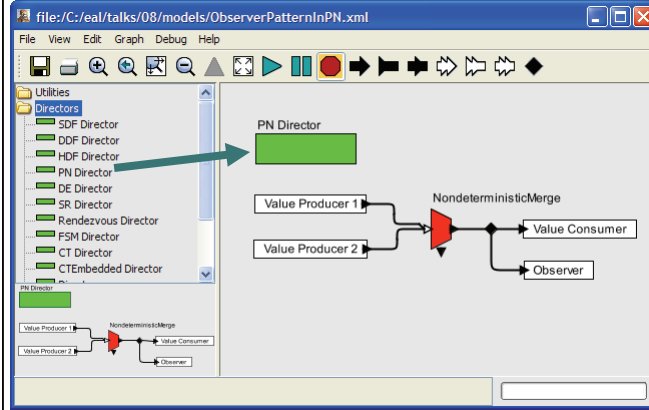 file:/C:/eal/talks/08/models/ObserverPatternInPN.xml
File View Edit Graph Debug Help
Utilities
Directors
SDF Director
DDF Director
HDF Director
PN Director
DE Director
SR Director
Rendezvous Director
FSM Director
CT Director
CTEmbedded Director
PN Director
Value Producer 1
Value Producer 2
NondeterministicMerge
Value Consumer
Observer
PN Director
Value Producer 1
Value Producer 2
NondeterministicMerge
Value Consumer
Observer